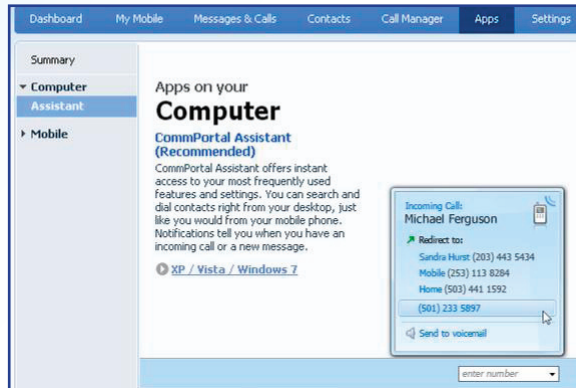 Dashboard My Mobile Messages & Calls Contacts Call Manager Apps Settings
Summary
Computer
Assistant
Mobile
Apps on your
Computer
CommPortal Assistant
(Recommended)
CommPortal Assistant offers instant
access to your most frequently used
features and settings. You can search and
dial contacts right from your desktop, just
like you would from your mobile phone.
Notifications tell you when you have an
incoming call or a new message.
XP / Vista / Windows 7
Incoming Call:
Michael Ferguson
Redirect to:
Sandra Hurst (203) 443 5434
Mobile (253) 113 8284
Home (503) 441 1592
(501) 233 5897
Send to voicemail
enter number